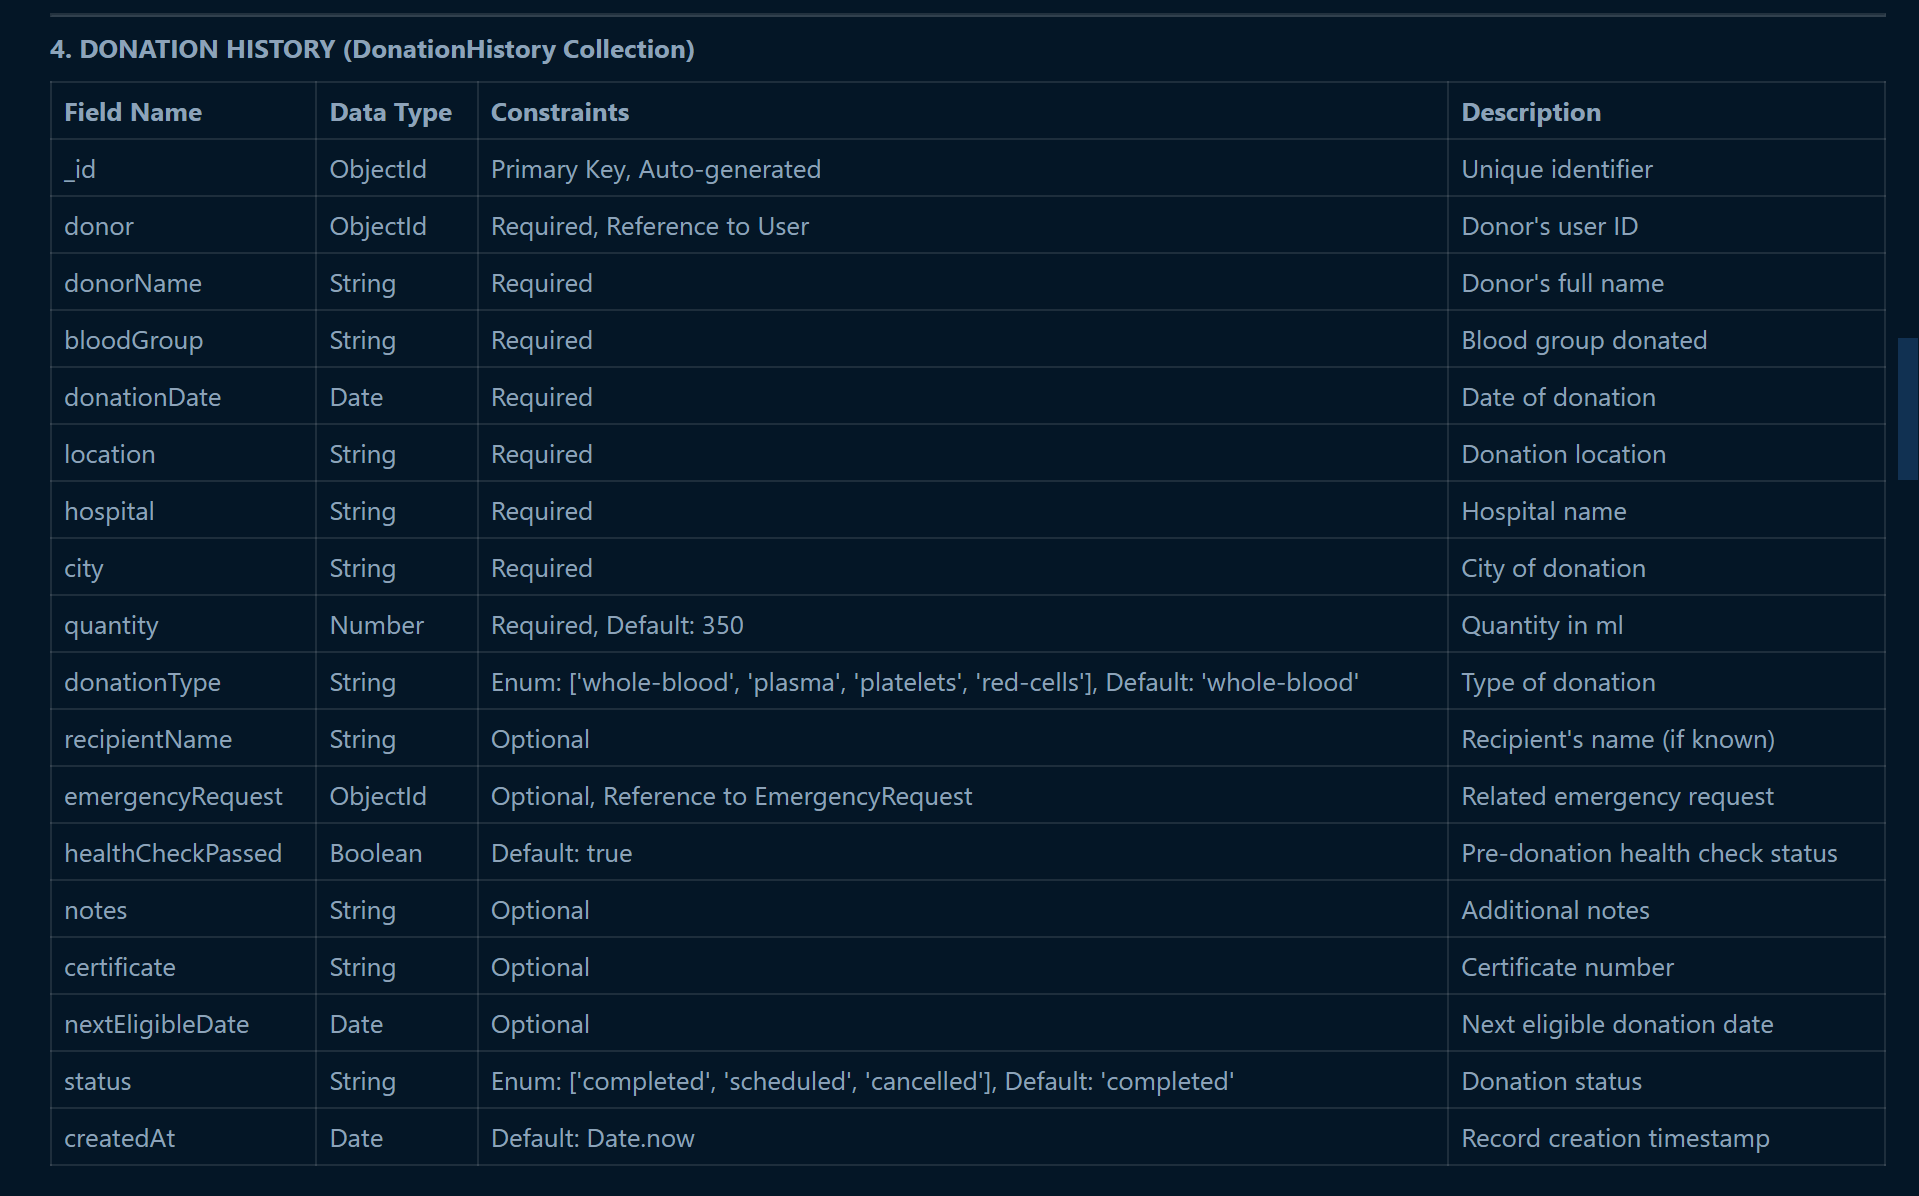 4. DONATION HISTORY (DonationHistory Collection)
Field Name Data Type Constraints Description
_id ObjectId Primary Key, Auto-generated Unique identifier
donor ObjectId Required, Reference to User Donor's user ID
donorName String Required Donor's full name
bloodGroup String Required Blood group donated
donationDate Date Required Date of donation
location String Required Donation location
hospital String Required Hospital name
city String Required City of donation
quantity Number Required, Default: 350 Quantity in ml
donationType String Enum: ['whole-blood', 'plasma', 'platelets', 'red-cells'], Default: 'whole-blood' Type of donation
recipientName String Optional Recipient's name (if known)
emergencyRequest ObjectId Optional, Reference to EmergencyRequest Related emergency request
healthCheckPassed Boolean Default: true Pre-donation health check status
notes String Optional Additional notes
certificate String Optional Certificate number
nextEligibleDate Date Optional Next eligible donation date
status String Enum: ['completed', 'scheduled', 'cancelled'], Default: 'completed' Donation status
createdAt Date Default: Date.now Record creation timestamp